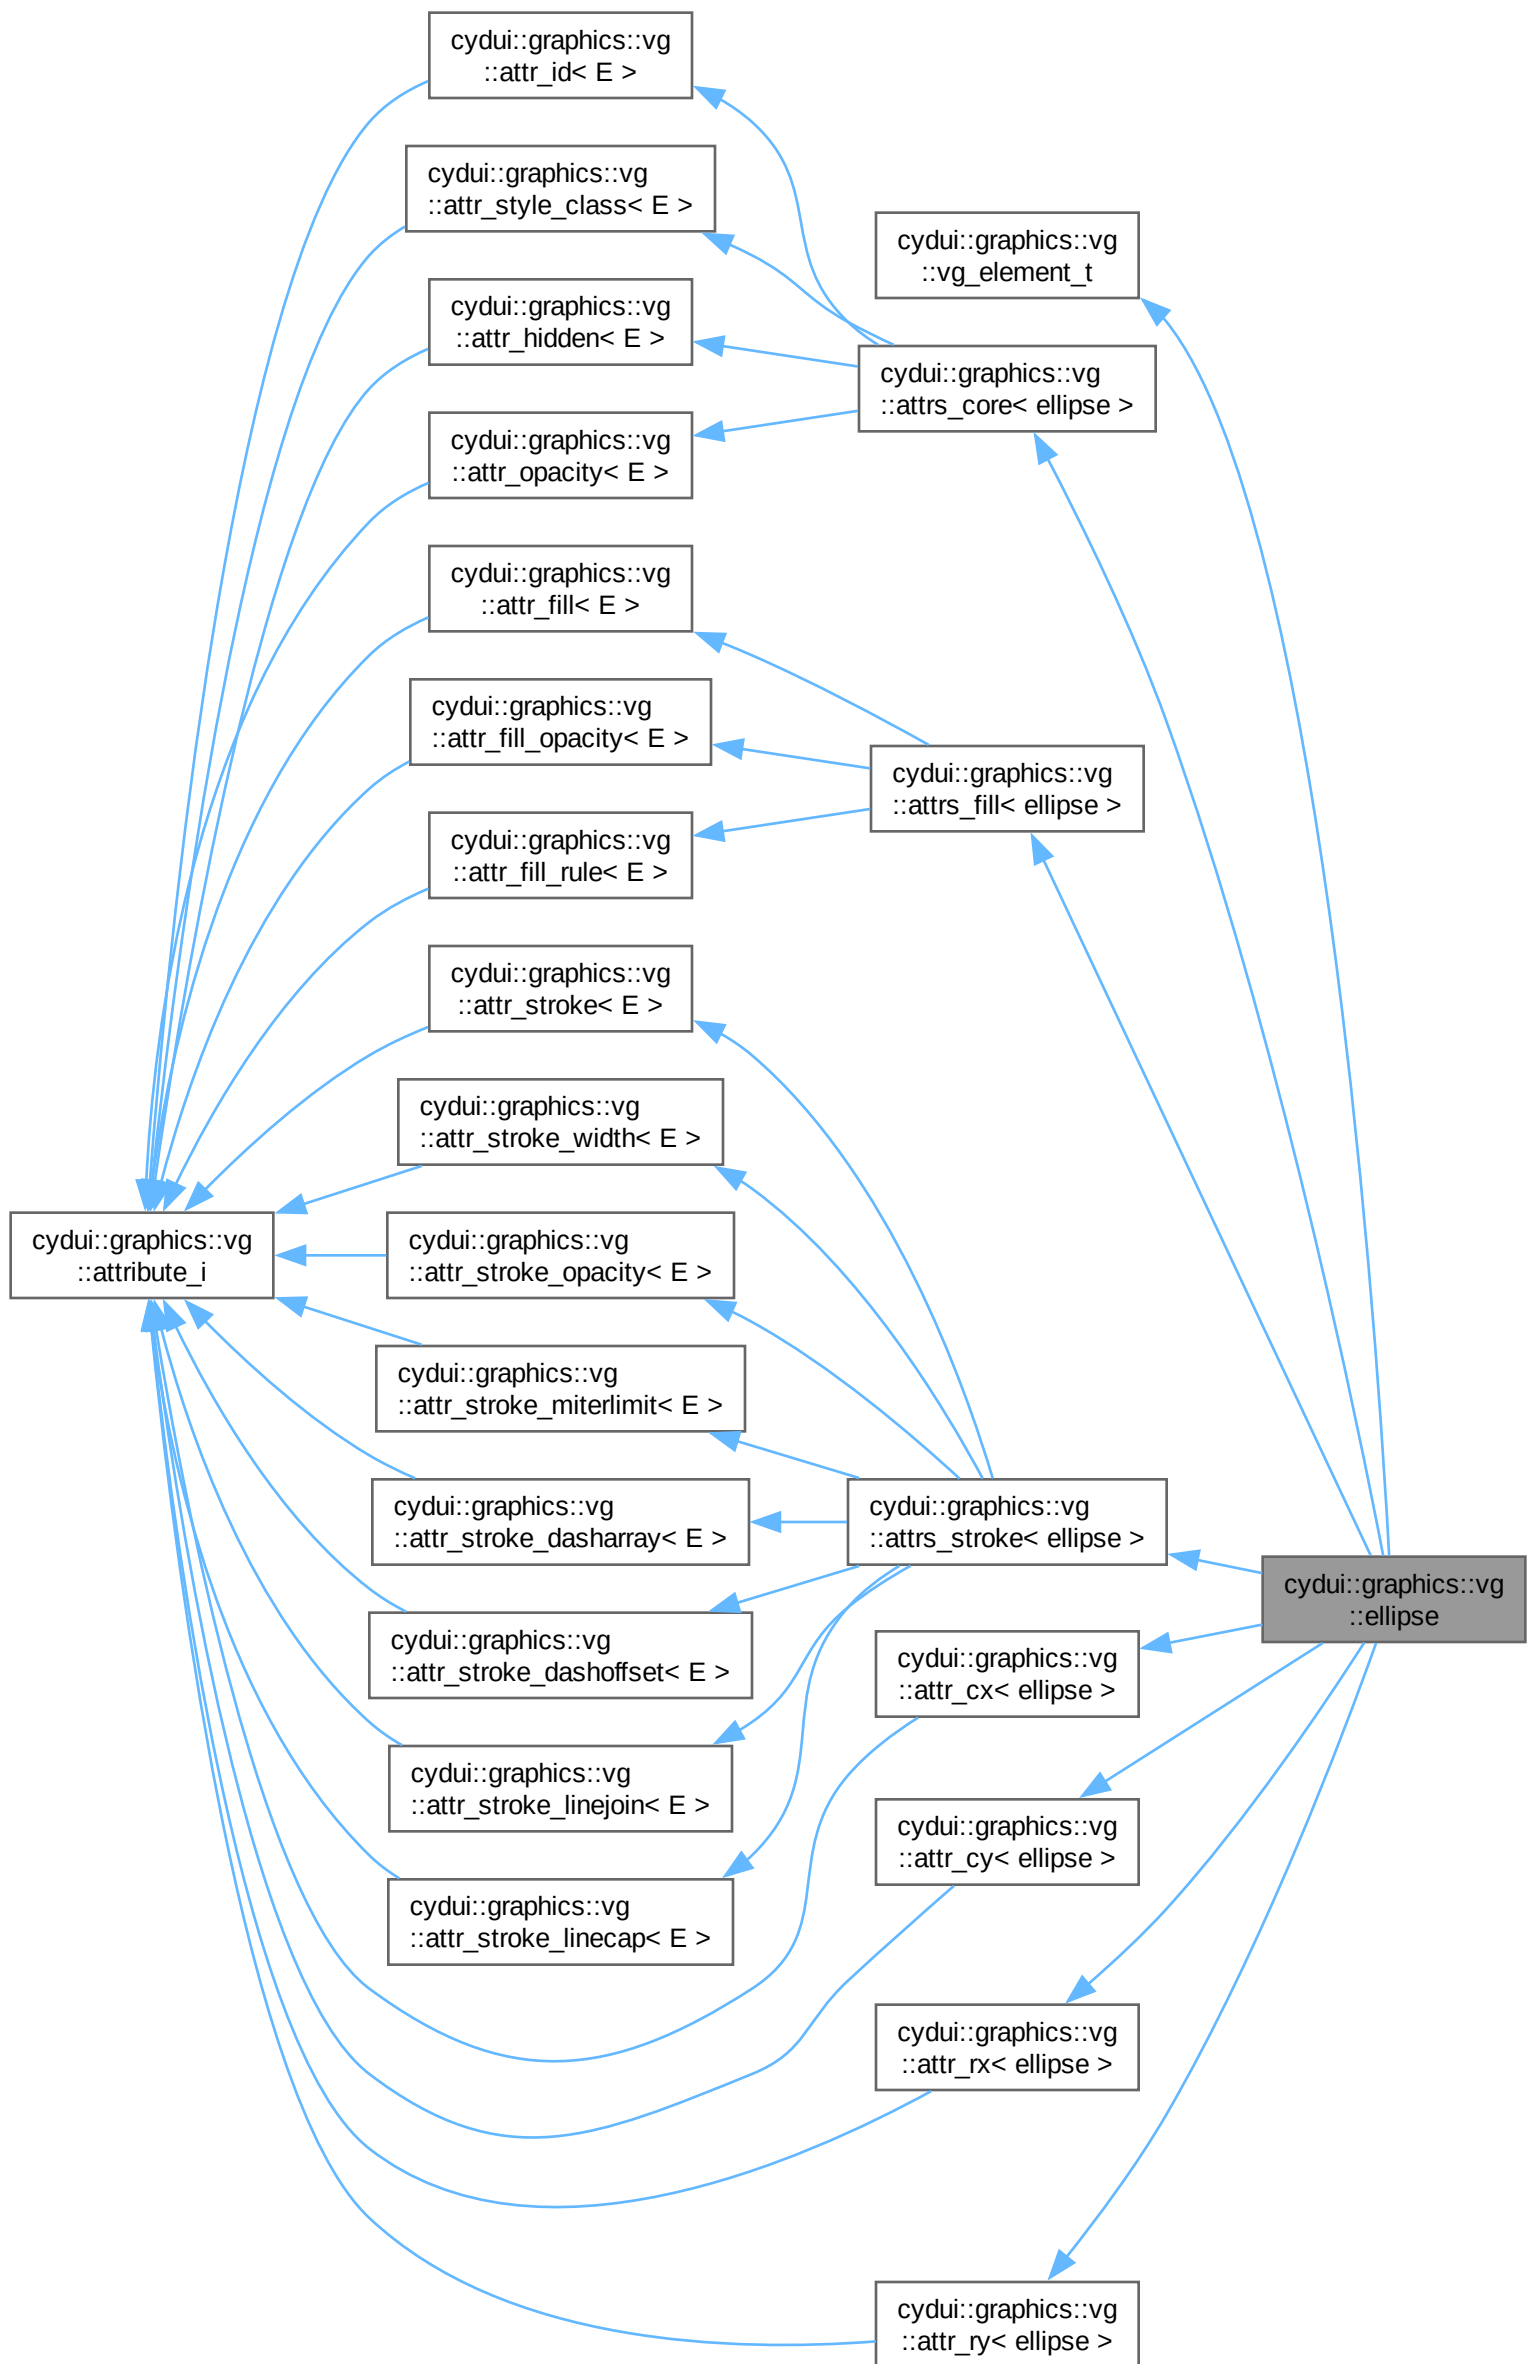 cydui::graphics::vg
::attr_id< E >
cydui::graphics::vg
::attr_style_class< E >
cydui::graphics::vg
::vg_element_t
cydui::graphics::vg
::attr_hidden< E >
cydui::graphics::vg
::attrs_core< ellipse >
cydui::graphics::vg
::attr_opacity< E >
cydui::graphics::vg
::attr_fill< E >
cydui::graphics::vg
::attr_fill_opacity< E >
cydui::graphics::vg
::attrs_fill< ellipse >
cydui::graphics::vg
::attr_fill_rule< E >
cydui::graphics::vg
::attr_stroke< E >
cydui::graphics::vg
::attr_stroke_width< E >
cydui::graphics::vg
::attribute_i
cydui::graphics::vg
::attr_stroke_opacity< E >
cydui::graphics::vg
::attr_stroke_miterlimit< E >
cydui::graphics::vg
::attr_stroke_dasharray< E >
cydui::graphics::vg
::attrs_stroke< ellipse >
cydui::graphics::vg
::ellipse
cydui::graphics::vg
::attr_stroke_dashoffset< E >
cydui::graphics::vg
::attr_cx< ellipse >
cydui::graphics::vg
::attr_stroke_linejoin< E >
cydui::graphics::vg
::attr_cy< ellipse >
cydui::graphics::vg
::attr_stroke_linecap< E >
cydui::graphics::vg
::attr_rx< ellipse >
cydui::graphics::vg
::attr_ry< ellipse >